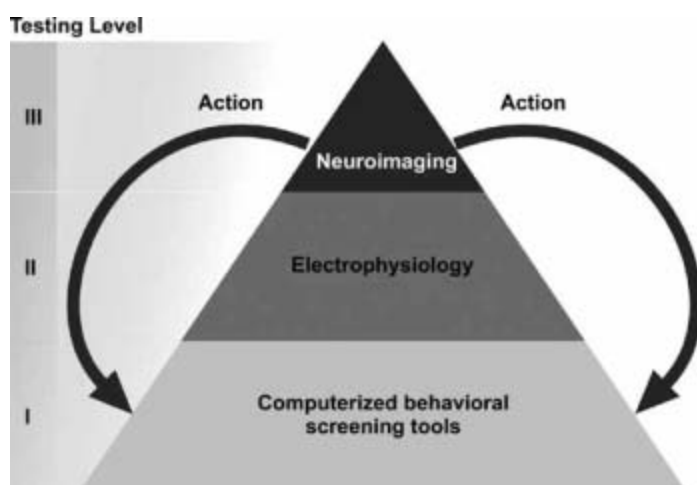 Testing Level
Action
Action
III
Neuroimaging
II
Electrophysiology
I
Computerized behavioral
screening tools